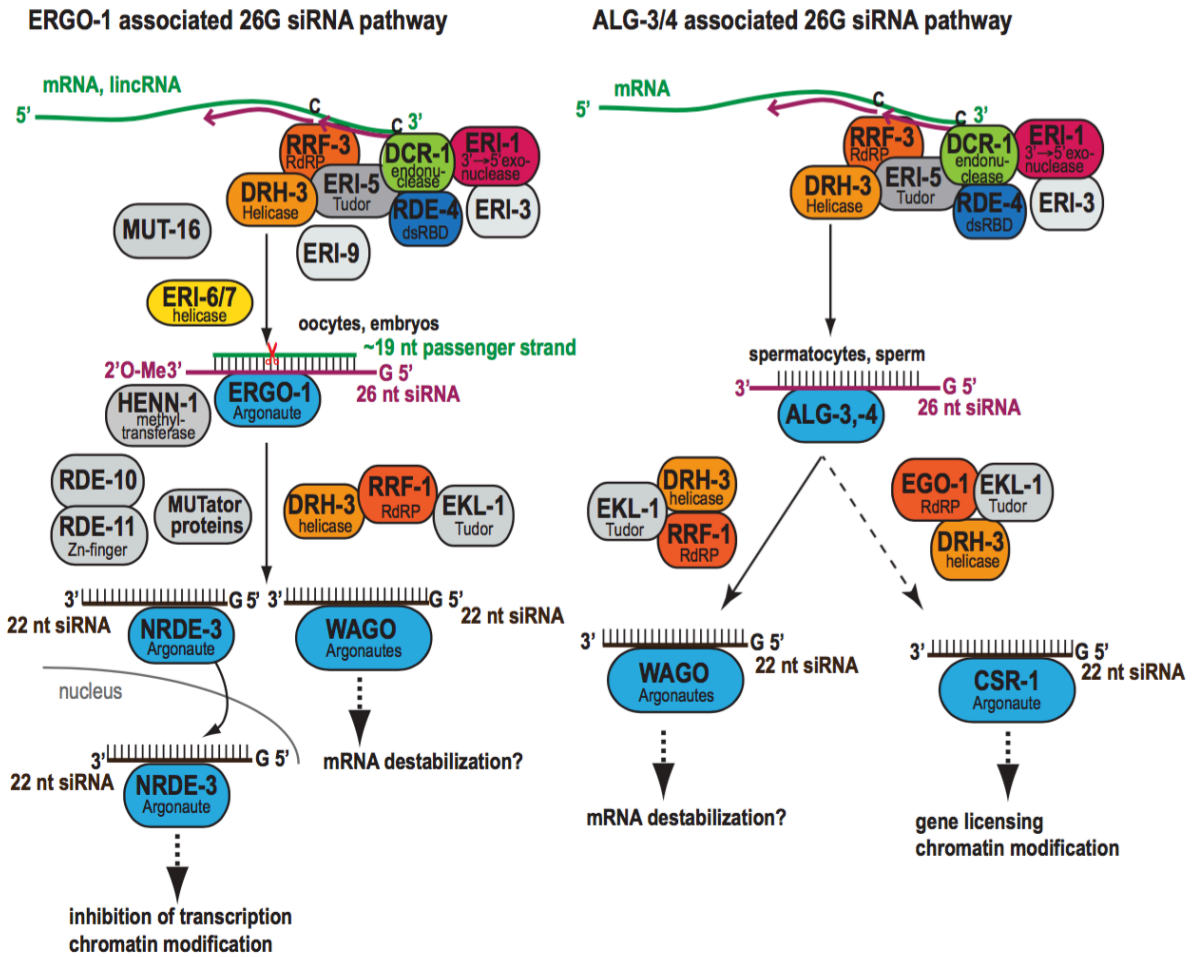 ERGO-1 associated 26G siRNA pathway
mRNA, lincRNA
5’
C
C
3’
RRF-3
RdRP
DCR-1
endonu-
clease
ERI-1
3’→5’exo-
nuclease
DRH-3
Helicase
ERI-5
Tudor
RDE-4
dsRBD
ERI-3
MUT-16
ERI-9
ERI-6/7
helicase
oocytes, embryos
~19 nt passenger strand
2’O-Me3’
G 5’
26 nt siRNA
ERGO-1
Argonaute
HENN-1
methyl-
transferase
RDE-10
RDE-11
Zn-finger
MUTator
proteins
DRH-3
helicase
RRF-1
RdRP
EKL-1
Tudor
3’
G 5’
22 nt siRNA
NRDE-3
Argonaute
3’
G 5’
22 nt siRNA
WAGO
Argonautes
nucleus
mRNA destabilization?
3’
G 5’
22 nt siRNA
NRDE-3
Argonaute
inhibition of transcription
chromatin modification
ALG-3/4 associated 26G siRNA pathway
mRNA
5’
C
C
3’
RRF-3
RdRP
DCR-1
endonu-
clease
ERI-1
3’→5’exo-
nuclease
DRH-3
Helicase
ERI-5
Tudor
RDE-4
dsRBD
ERI-3
spermatocytes, sperm
3’
G 5’
26 nt siRNA
ALG-3,-4
EKL-1
Tudor
DRH-3
helicase
RRF-1
RdRP
EGO-1
RdRP
EKL-1
Tudor
DRH-3
helicase
3’
G 5’
22 nt siRNA
WAGO
Argonautes
3’
G 5’
22 nt siRNA
CSR-1
Argonaute
mRNA destabilization?
gene licensing
chromatin modification